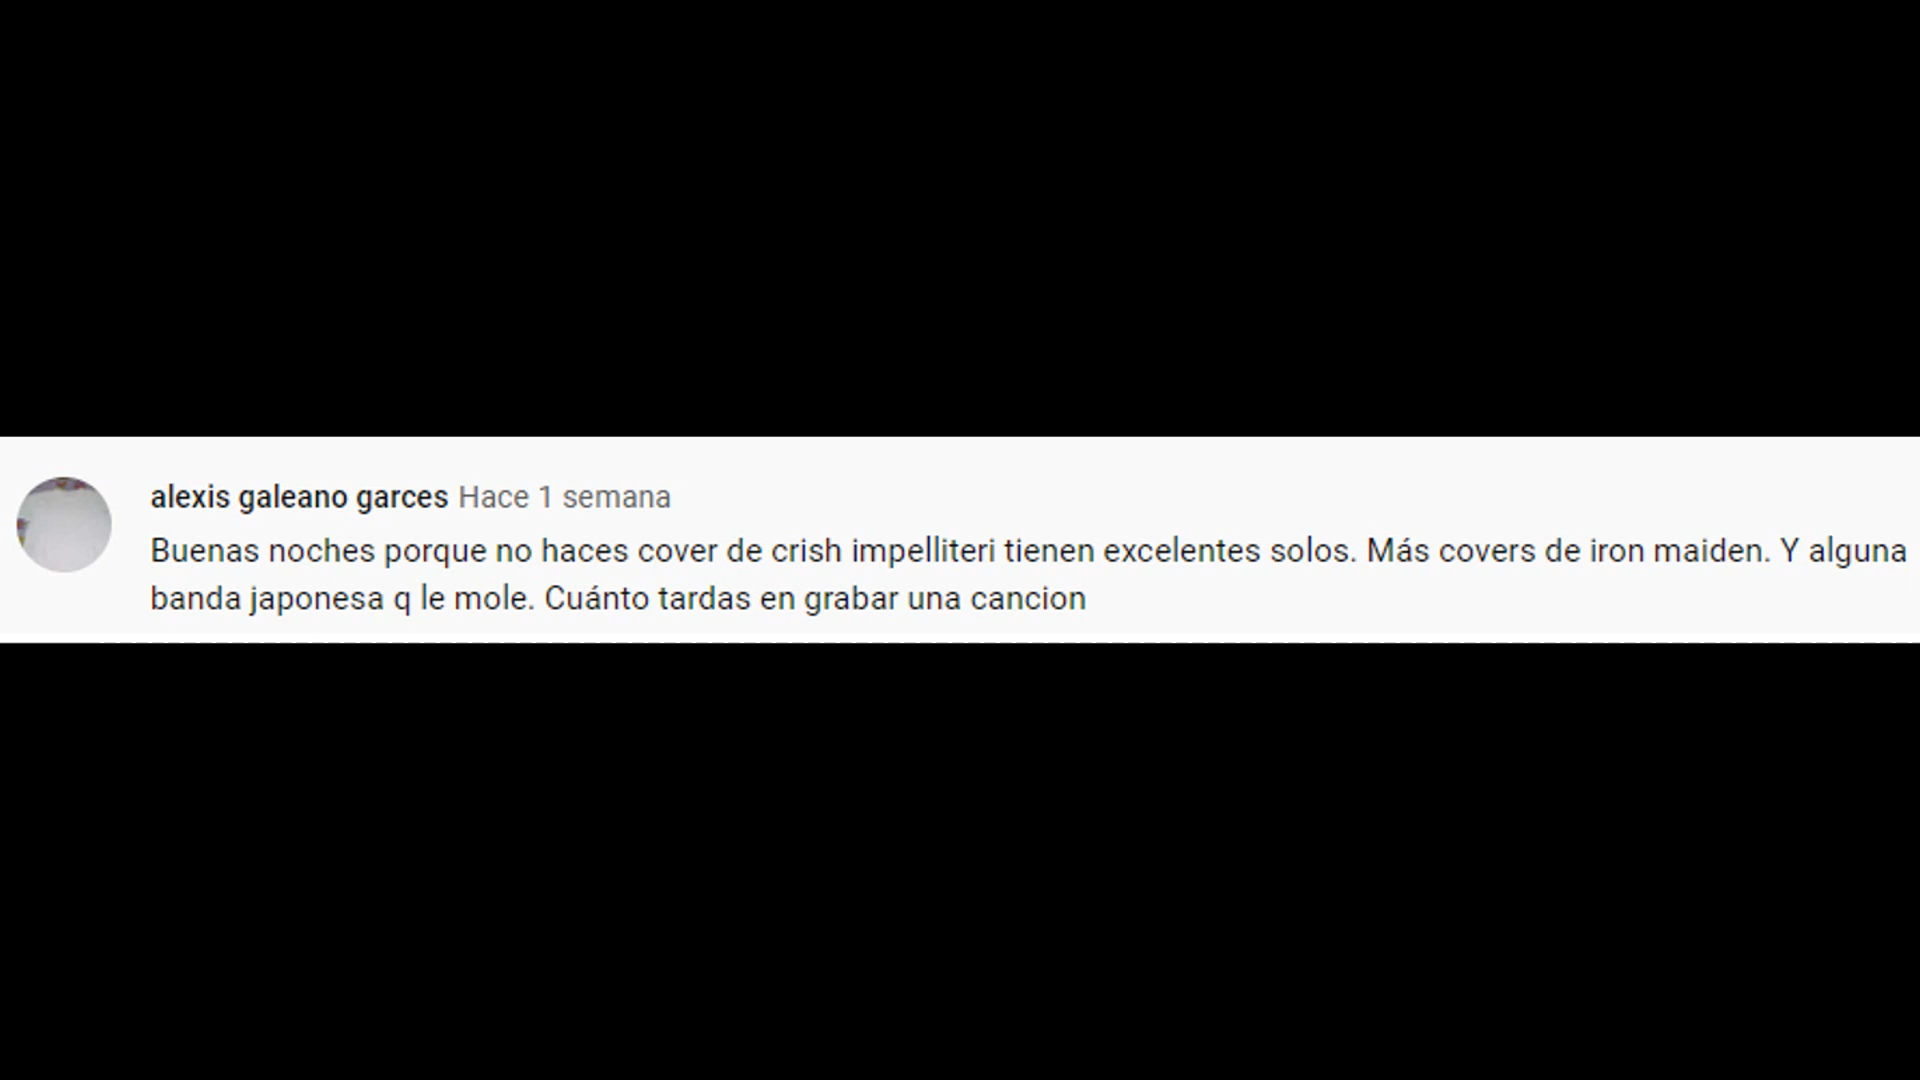 alexis galeano garces Hace 1 semana
Buenas noches porque no haces cover de crish impelliteri tienen excelentes solos. Más covers de iron maiden. Y alguna
banda japonesa q le mole. Cuánto tardas en grabar una cancion